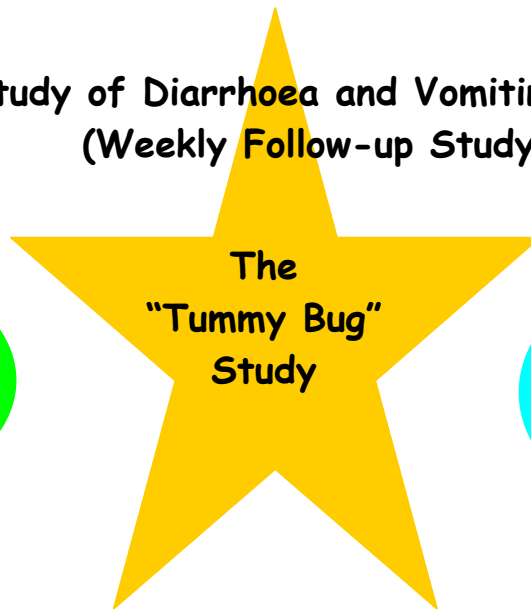 tudy of Diarrhoea and Vomitin
(Weekly Follow-up Study
The
“Tummy Bug”
Study